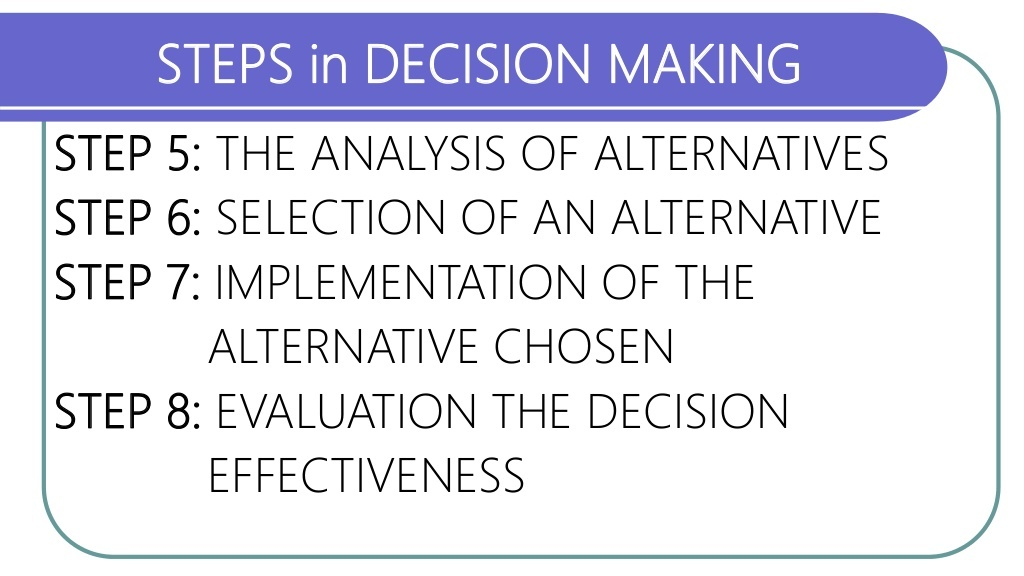 STEPS in DECISION MAKING
STEP 5: THE ANALYSIS OF ALTERNATIVES
STEP 6: SELECTION OF AN ALTERNATIVE
STEP 7: IMPLEMENTATION OF THE
ALTERNATIVE CHOSEN
STEP 8: EVALUATION THE DECISION
EFFECTIVENESS